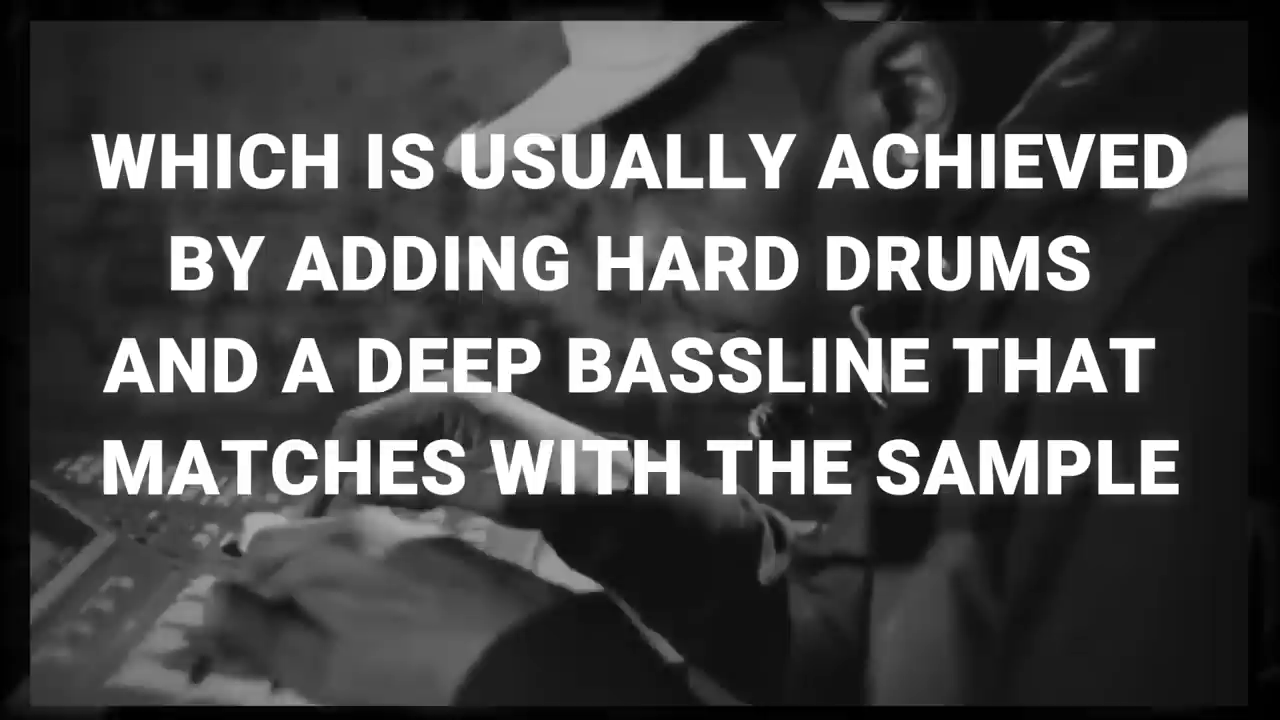 WHICH IS USUALLY ACHIEVED
BY ADDING HARD DRUMS
AND A DEEP BASSLINE THAT
MATCHES WITH THE SAMPLE